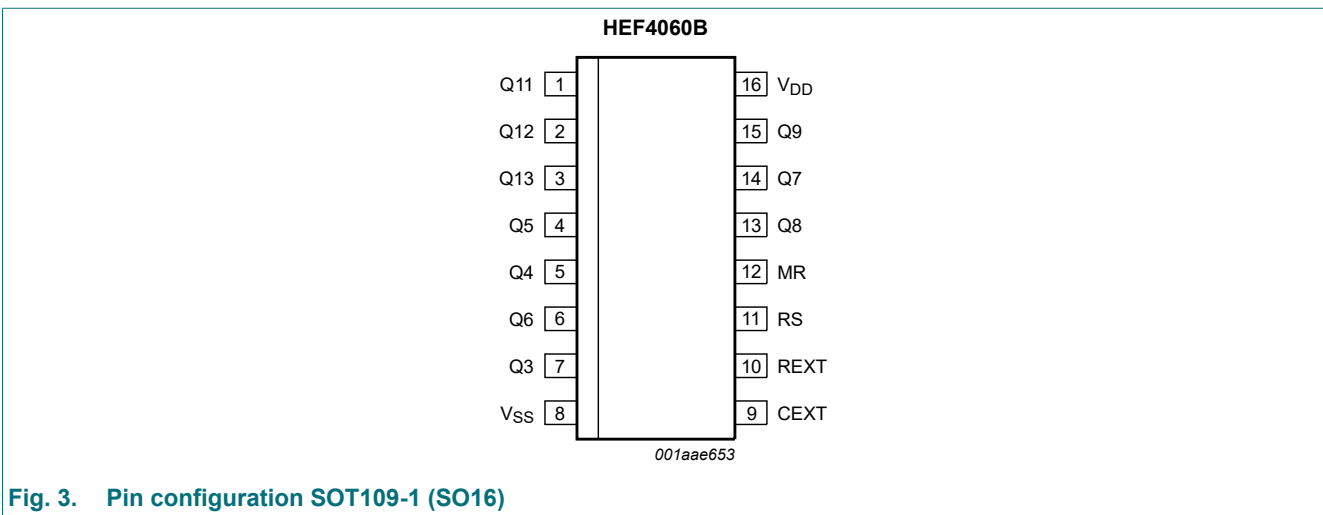 HEF4060B
Q11 1 16 VDD
Q12 2 15 Q9
Q13 3 14 Q7
Q5 4 13 Q8
Q4 5 12 MR
Q6 6 11 RS
Q3 7 10 REXT
VSS 8 9 CEXT
001aae653
Fig. 3. Pin configuration SOT109-1 (SO16)